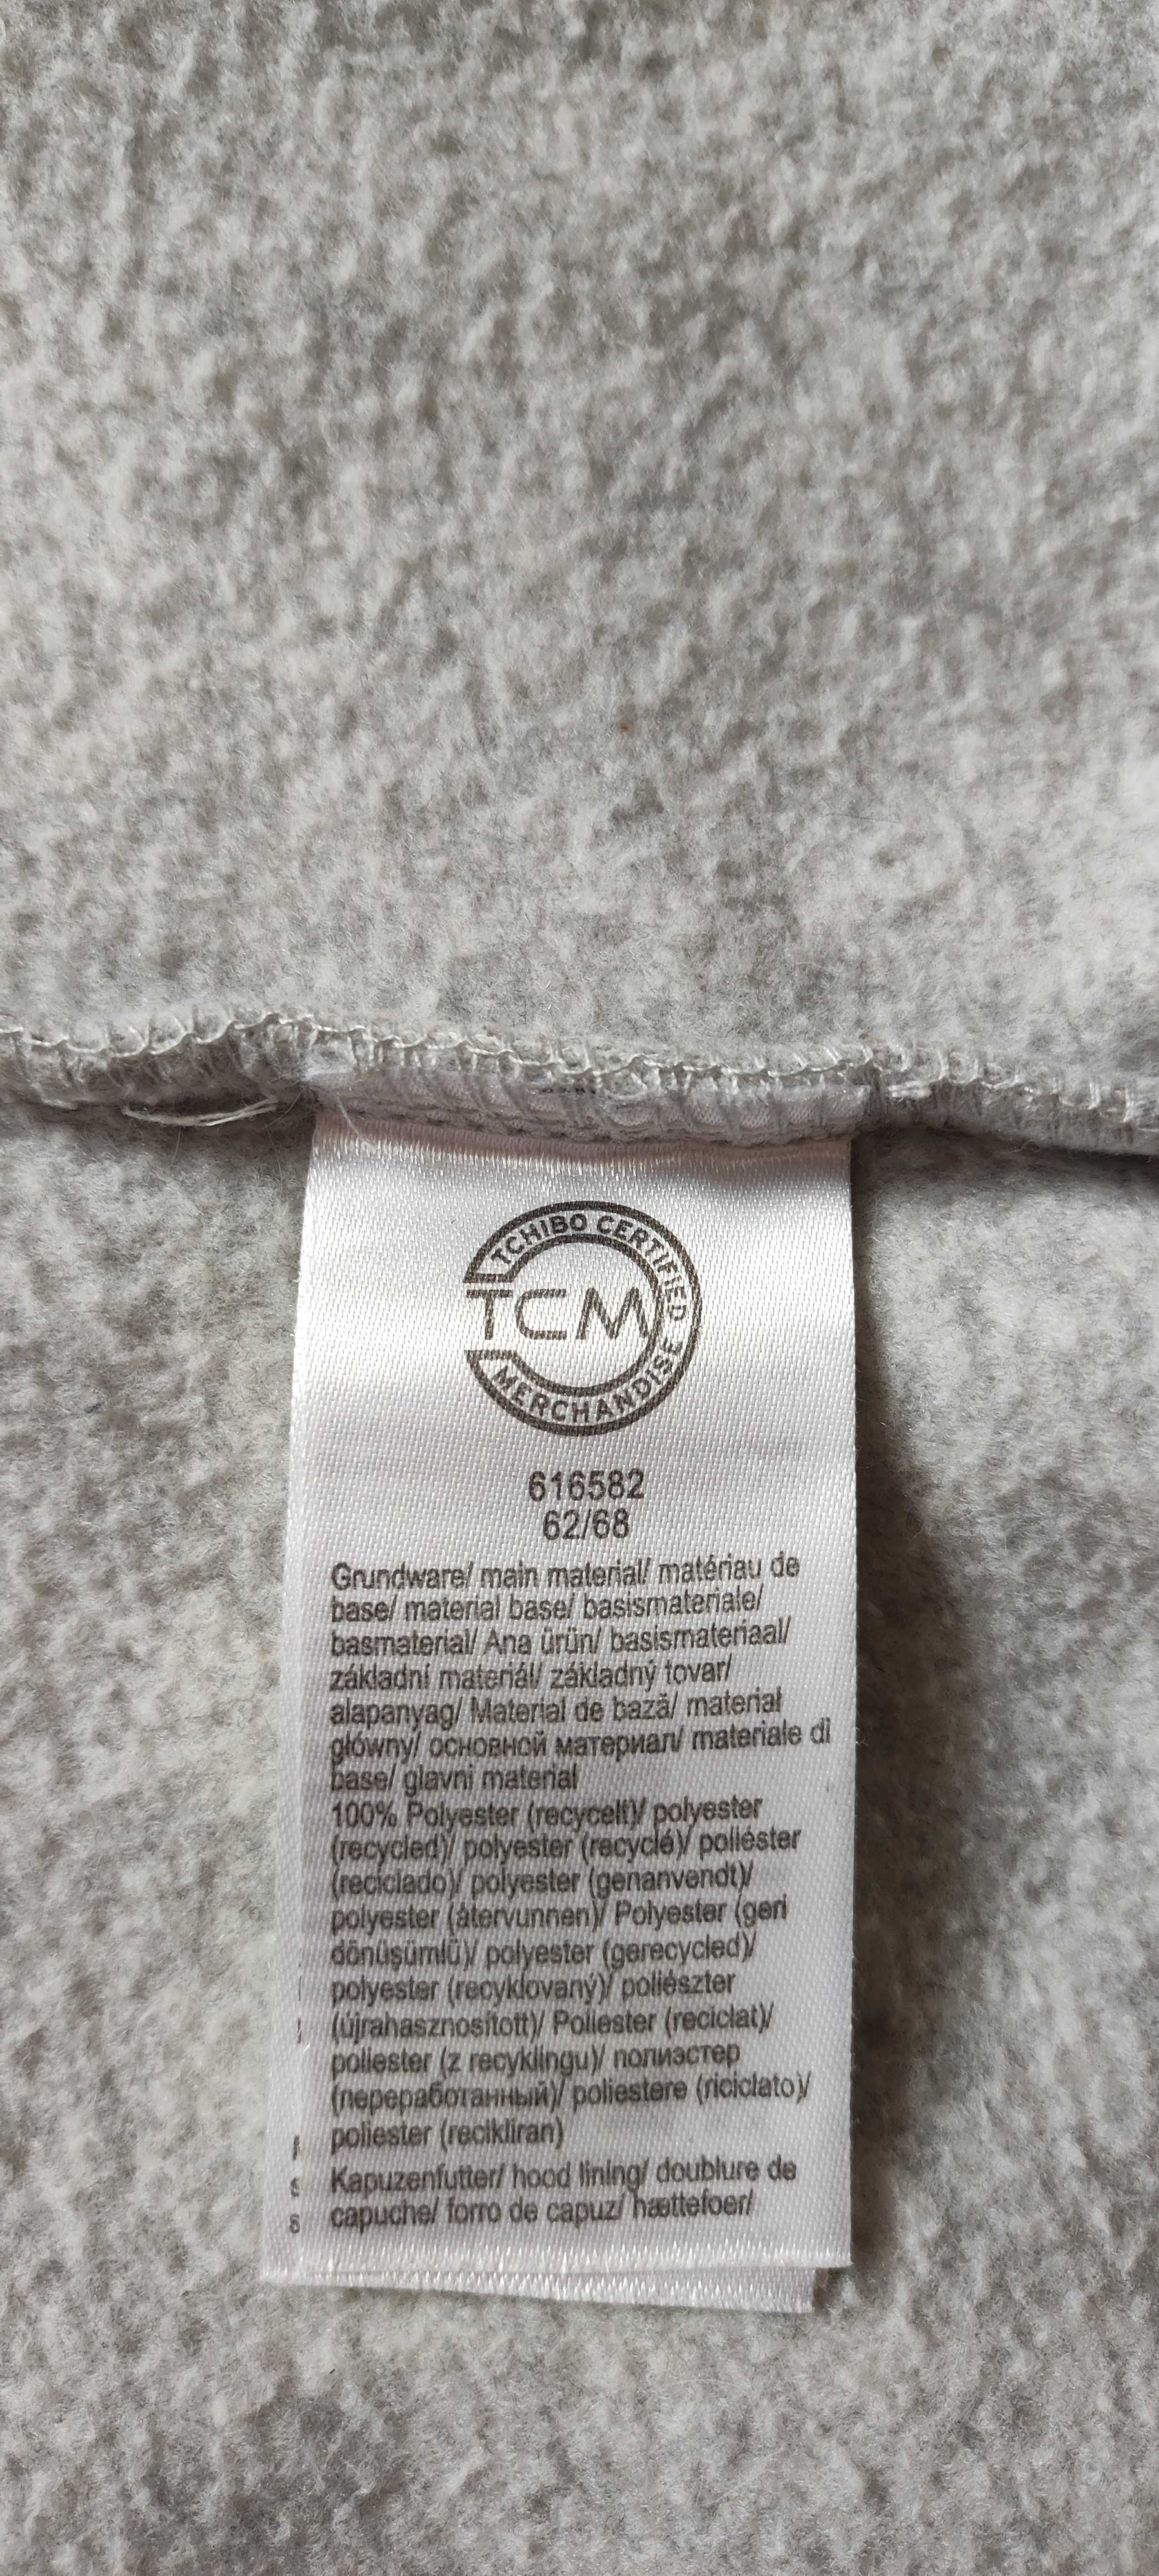 TCHIBO CERTIFIED
TCM
MERCHANDISE
616582
62/68
Grundware/ main material/ matériau de
base/ material base/ basismateriale/
basmaterial/ Ana ürün/ basismateriaal/
základní materiál/ základný tovar/
alapanyag/ Material de bază/ materiał
główny/ основной материал/ materiale di
base/ glavni material
100% Polyester (recycelt)/ polyester
(recycled)/ polyester (recyclé)/ poliéster
(reciclado)/ polyester (genanvendt)/
polyester (återvunnen)/ Polyester (geri
dönüşümlü)/ polyester (gerecycled)/
polyester (recyklovaný)/ poliészter
(újrahasznosított)/ Poliester (reciclat)/
poliester (z recyklingu)/ полиэстер
(переработанный)/ poliestere (riciclato)/
poliester (recikliran)
Kapuzenfutter/ hood lining/ doublure de
capuche/ forro de capuz/ hættefoer/